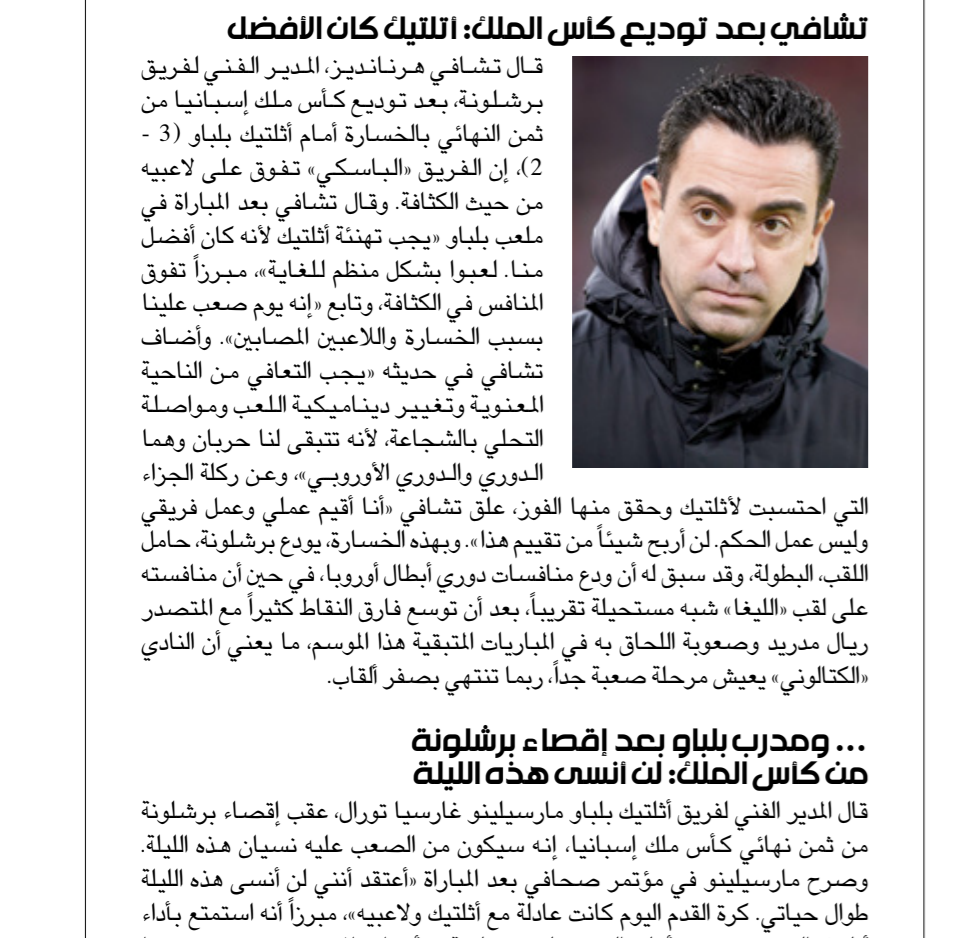 تشافي بعد توديع كأس الملك: أتلتيك كان الأفضل
قال تشافي هرنانديز، المدير الفني لفريق
برشلونة، بعد توديع كأس ملك إسبانيا من
ثمن النهائي بالخسارة أمام أثلتيك بلباو (3 -
2)، إن الفريق «الباسكي» تفوق على لاعبيه
من حيث الكثافة. وقال تشافي بعد المباراة في
ملعب بلباو «يجب تهنئة أثلتيك لأنه كان أفضل
منا. لعبوا بشكل منظم للغاية»، مبرزاً تفوق
المنافس في الكثافة، وتابع «إنه يوم صعب علينا
بسبب الخسارة واللاعبين المصابين». وأضاف
تشافي في حديثه «يجب التعافي من الناحية
المعنوية وتغيير ديناميكية اللعب ومواصلة
التحلي بالشجاعة، لأنه تتبقى لنا حربان وهما
الدوري والدوري الأوروبي»، وعن ركلة الجزاء
التي احتسبت لأثلتيك وحقق منها الفوز، علق تشافي «أنا أقيم عملي وعمل فريقي
وليس عمل الحكم. لن أربح شيئاً من تقييم هذا». وبهذه الخسارة، يودع برشلونة، حامل
اللقب، البطولة، وقد سبق له أن ودع منافسات دوري أبطال أوروبا، في حين أن منافسته
على لقب «الليغا» شبه مستحيلة تقريباً، بعد أن توسع فارق النقاط كثيراً مع المتصدر
ريال مدريد وصعوبة اللحاق به في المباريات المتبقية هذا الموسم، ما يعني أن النادي
«الكتالوني» يعيش مرحلة صعبة جداً، ربما تنتهي بصفر ألقاب.
... ومدرب بلباو بعد إقصاء برشلونة
من كأس الملك: لن أنسى هذه الليلة
قال المدير الفني لفريق أثلتيك بلباو مارسيلينو غارسيا تورال، عقب إقصاء برشلونة
من ثمن نهائي كأس ملك إسبانيا، إنه سيكون من الصعب عليه نسيان هذه الليلة.
وصرح مارسيلينو في مؤتمر صحافي بعد المباراة «أعتقد أنني لن أنسى هذه الليلة
طوال حياتي. كرة القدم اليوم كانت عادلة مع أثلتيك ولاعبيه»، مبرزاً أنه استمتع بأداء